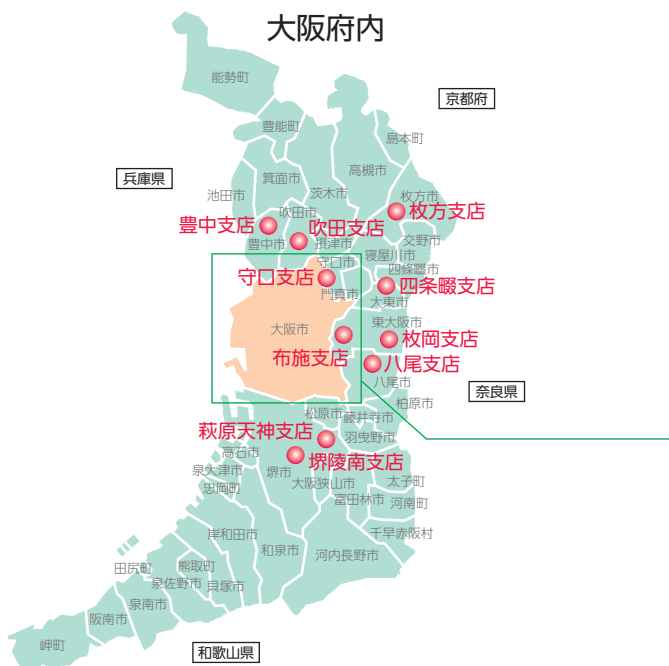 大阪府内
能勢町
京都府
豊能町
島本町
高槻市
兵庫県
箕面市
茨木市
池田市
枚方市
吹田市
枚方支店
豊中支店
吹田支店
豊中市
摂津市
交野市
寝屋川市
守口市
四條畷市
守口支店
四条畷支店
門真市
大東市
大阪市
東大阪市
枚岡支店
布施支店
八尾支店
八尾市
奈良県
柏原市
松原市
藤井寺市
萩原天神支店
羽曳野市
高石市
堺陵南支店
泉大津市
堺市
大阪狭山市
太子町
忠岡町
富田林市
河南町
岸和田市
千早赤阪村
和泉市
河内長野市
田尻町
熊取町
泉佐野市
貝塚市
泉南市
阪南市
岬町
和歌山県